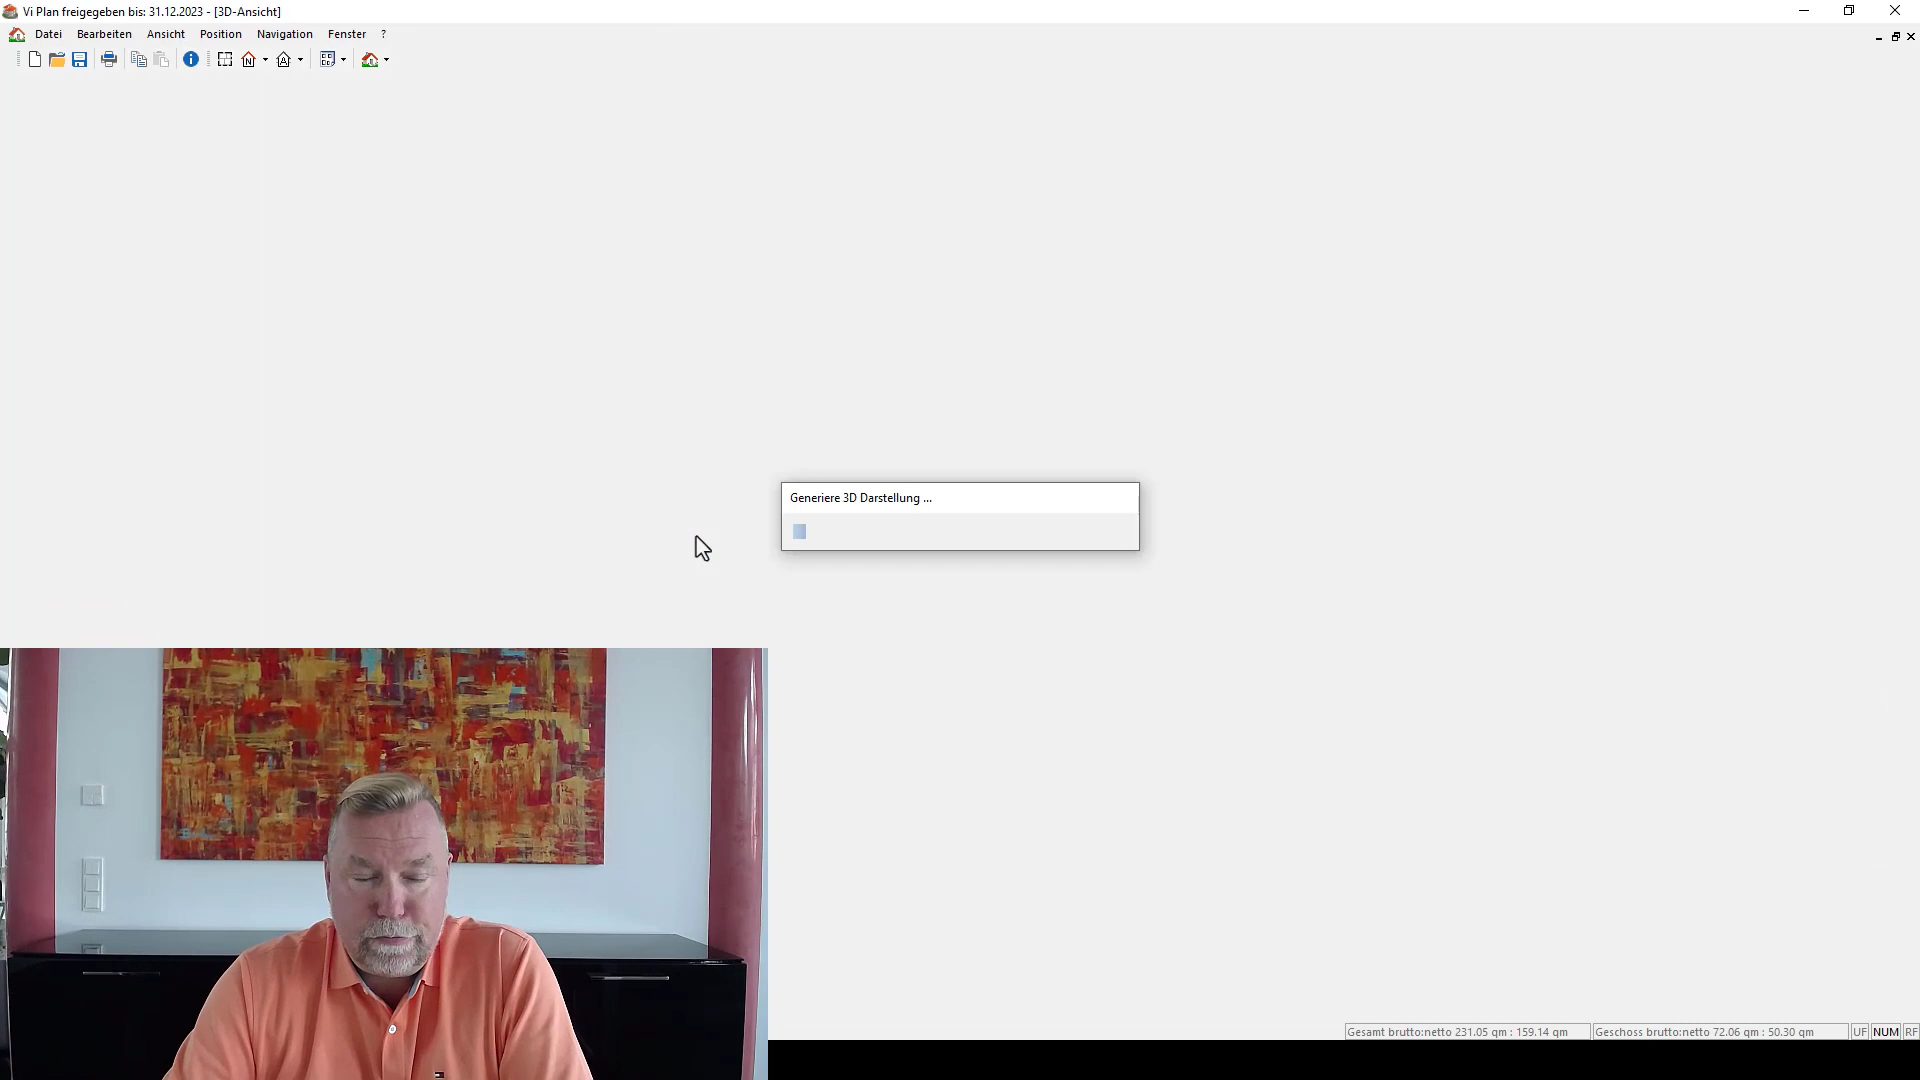 Vi Plan freigegeben bis: 31.12.2023 - [3D-Ansicht]
Datei Bearbeiten Ansicht Position Navigation Fenster ?
N A
Generiere 3D Darstellung ...
Gesamt brutto:netto 231.05 qm : 159.14 qm Geschoss brutto:netto 72.06 qm : 50.30 qm UF NUM RF